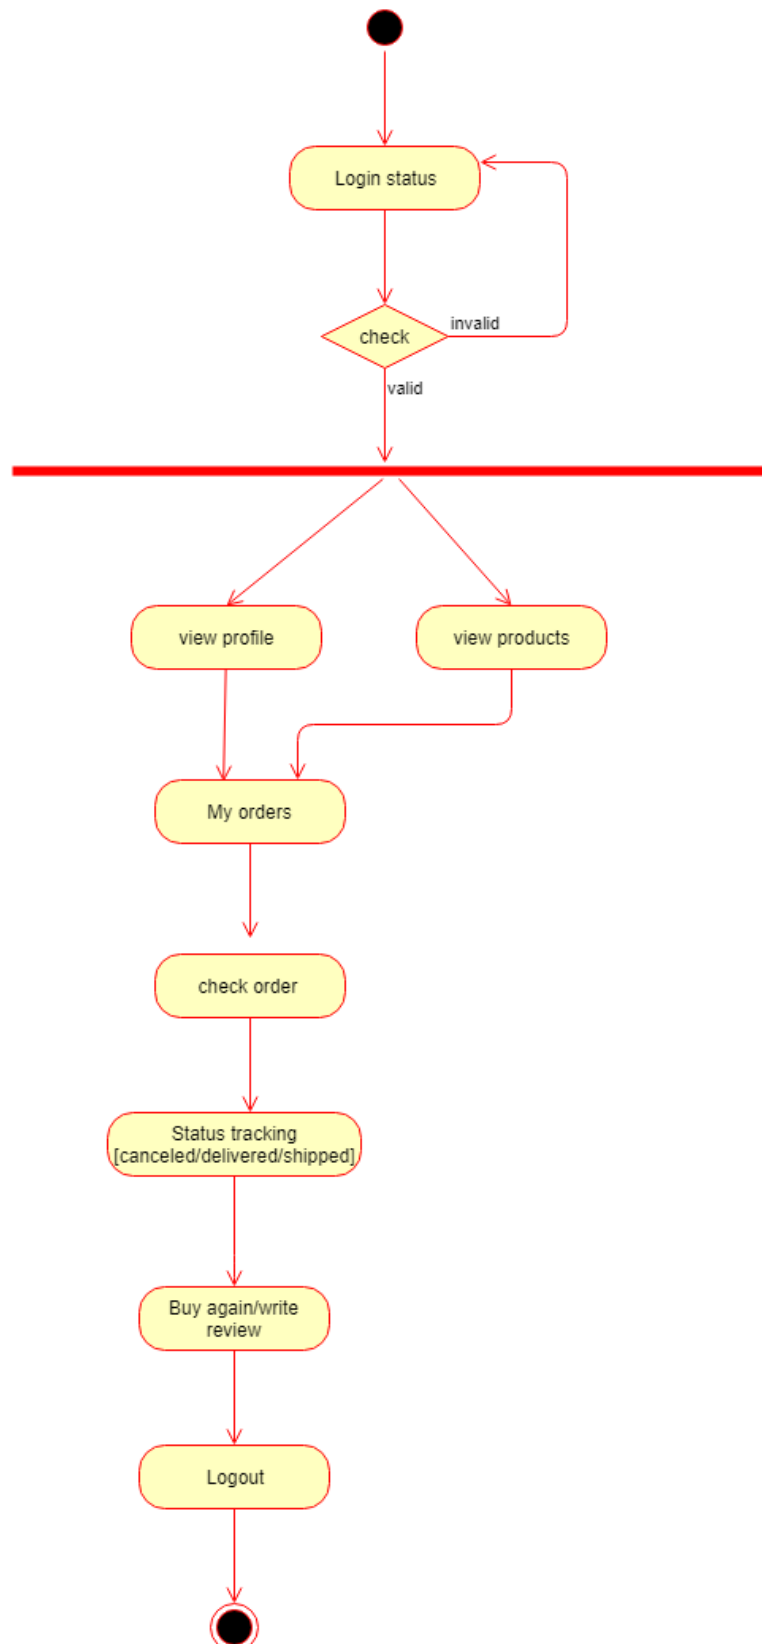 Login status
check
invalid
valid
view profile
view products
My orders
check order
Status tracking
[canceled/delivered/shipped]
Buy again/write
review
Logout